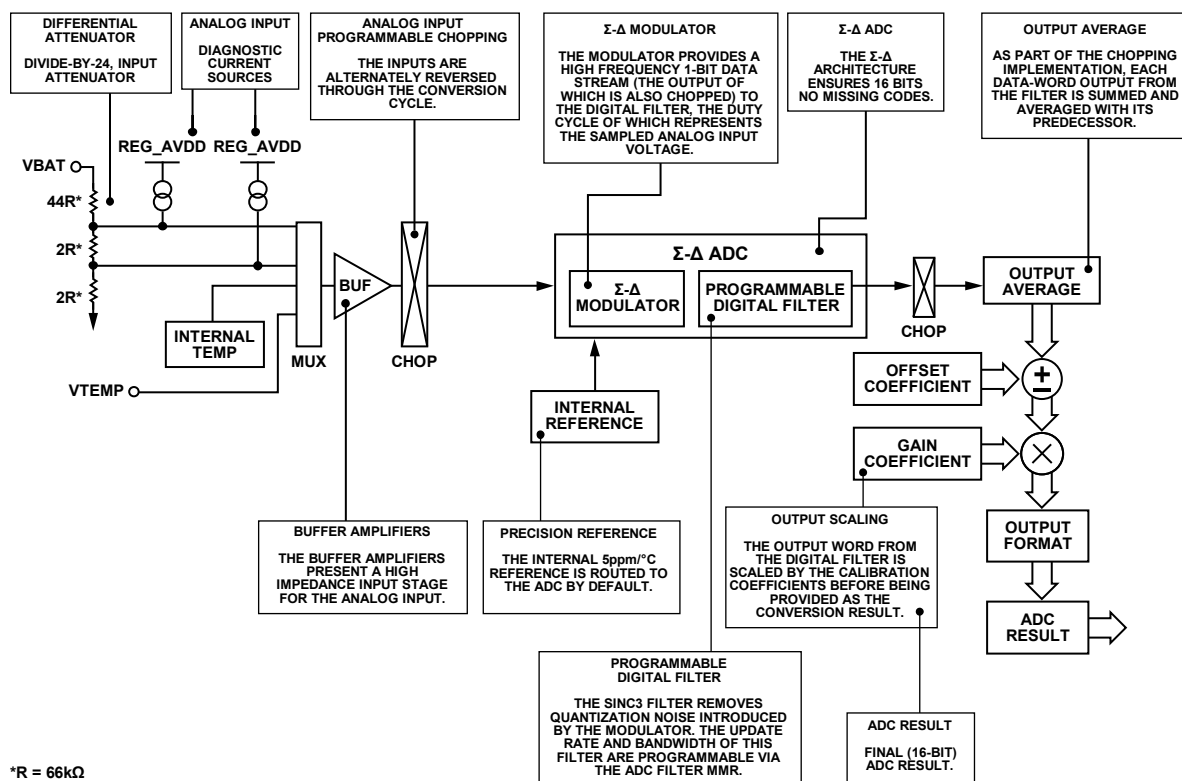 DIFFERENTIAL
ATTENUATOR
DIVIDE-BY-24, INPUT
ATTENUATOR
ANALOG INPUT
DIAGNOSTIC
CURRENT
SOURCES
ANALOG INPUT
PROGRAMMABLE CHOPPING
THE INPUTS ARE
ALTERNATELY REVERSED
THROUGH THE CONVERSION
CYCLE.
Σ-Δ MODULATOR
THE MODULATOR PROVIDES A
HIGH FREQUENCY 1-BIT DATA
STREAM (THE OUTPUT OF
WHICH IS ALSO CHOPPED) TO
THE DIGITAL FILTER, THE DUTY
CYCLE OF WHICH REPRESENTS
THE SAMPLED ANALOG INPUT
VOLTAGE.
Σ-Δ ADC
THE Σ-Δ
ARCHITECTURE
ENSURES 16 BITS
NO MISSING CODES.
OUTPUT AVERAGE
AS PART OF THE CHOPPING
IMPLEMENTATION, EACH
DATA-WORD OUTPUT FROM
THE FILTER IS SUMMED AND
AVERAGED WITH ITS
PREDECESSOR.
REG_AVDD
REG_AVDD
VBAT
44R*
2R*
2R*
INTERNAL
TEMP
VTEMP
MUX
BUF
CHOP
Σ-Δ ADC
Σ-Δ
MODULATOR
PROGRAMMABLE
DIGITAL FILTER
CHOP
OUTPUT
AVERAGE
INTERNAL
REFERENCE
OFFSET
COEFFICIENT
+
−
GAIN
COEFFICIENT
×
OUTPUT
FORMAT
ADC
RESULT
BUFFER AMPLIFIERS
THE BUFFER AMPLIFIERS
PRESENT A HIGH
IMPEDANCE INPUT STAGE
FOR THE ANALOG INPUT.
PRECISION REFERENCE
THE INTERNAL 5ppm/°C
REFERENCE IS ROUTED TO
THE ADC BY DEFAULT.
OUTPUT SCALING
THE OUTPUT WORD FROM
THE DIGITAL FILTER IS
SCALED BY THE CALIBRATION
COEFFICIENTS BEFORE BEING
PROVIDED AS THE
CONVERSION RESULT.
PROGRAMMABLE
DIGITAL FILTER
THE SINC3 FILTER REMOVES
QUANTIZATION NOISE INTRODUCED
BY THE MODULATOR. THE UPDATE
RATE AND BANDWIDTH OF THIS
FILTER ARE PROGRAMMABLE VIA
THE ADC FILTER MMR.
ADC RESULT
FINAL (16-BIT)
ADC RESULT.
*R = 66kΩ